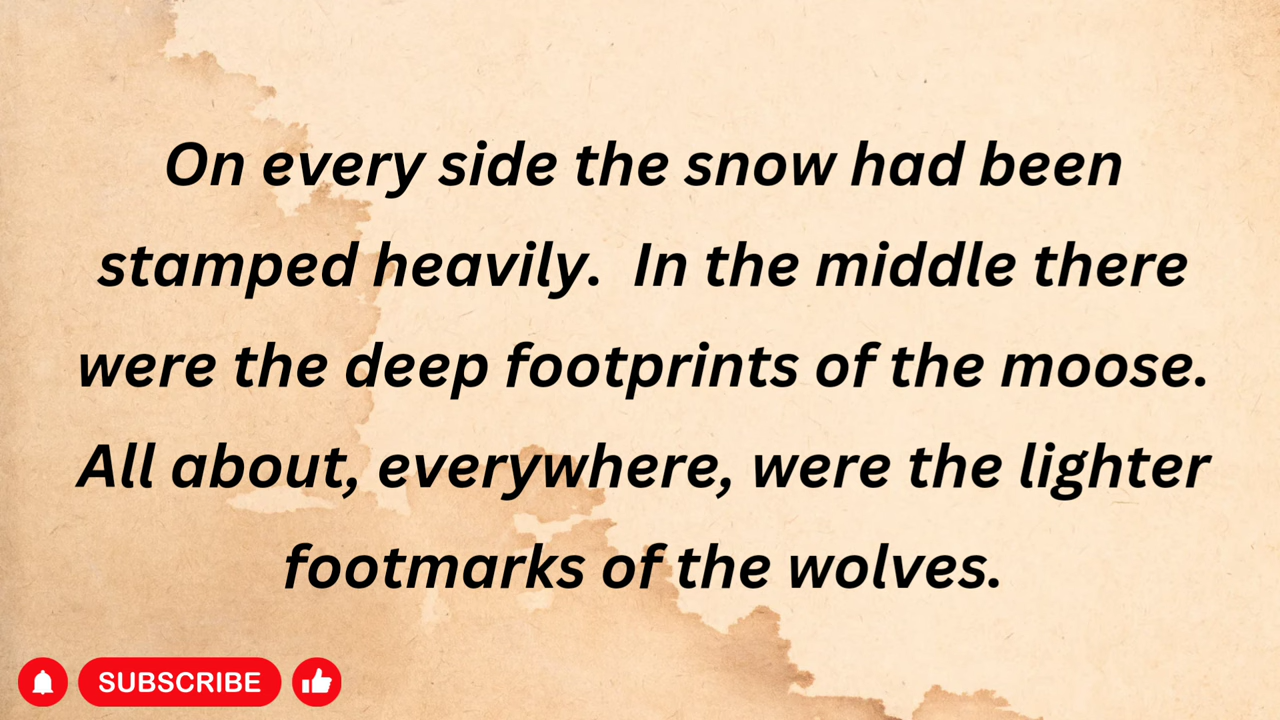 On every side the snow had been
stamped heavily.  In the middle there
were the deep footprints of the moose.
All about, everywhere, were the lighter
footmarks of the wolves.
SUBSCRIBE